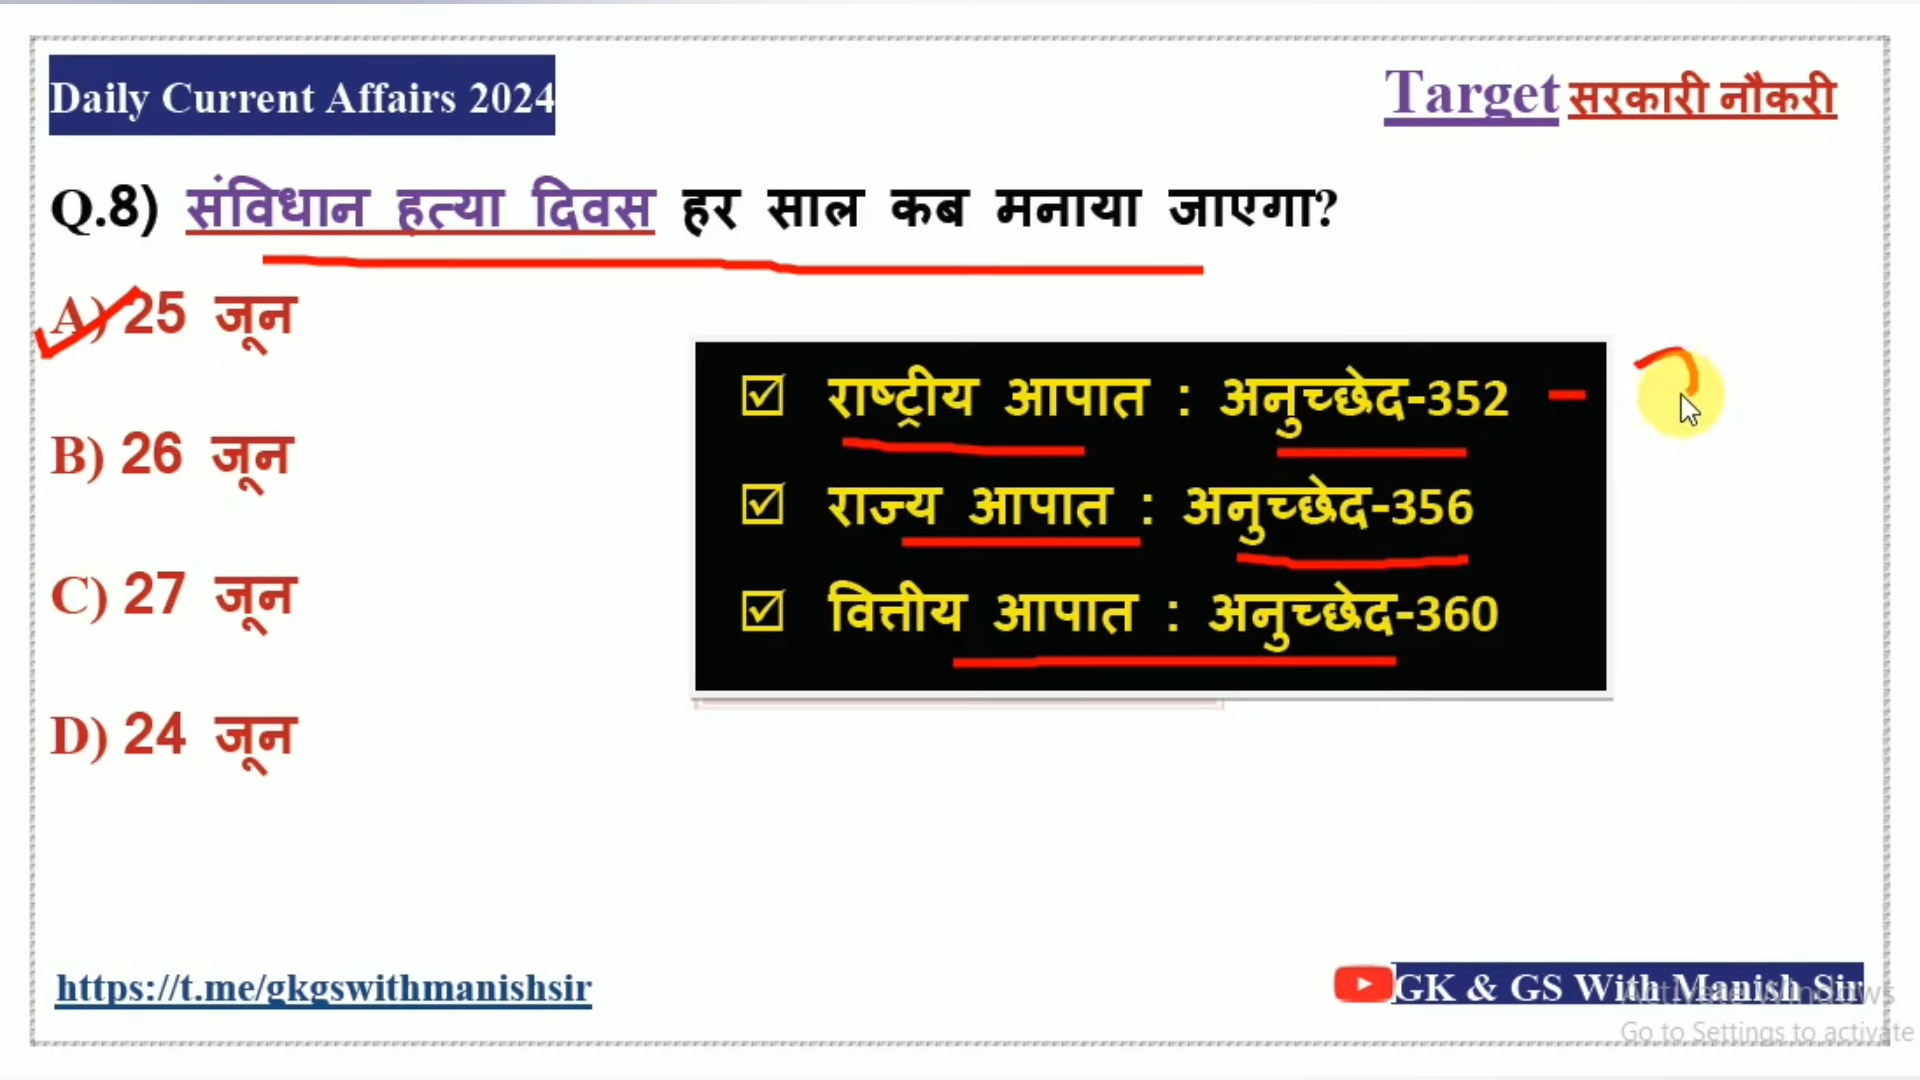 Daily Current Affairs 2024
Target सरकारी नौकरी
Q.8) संविधान हत्या दिवस हर साल कब मनाया जाएगा?
A) 25 जून
राष्ट्रीय आपात : अनुच्छेद-352
B) 26 जून
राज्य आपात : अनुच्छेद-356
C) 27 जून
वित्तीय आपात : अनुच्छेद-360
D) 24 जून
https://t.me/gkgswithmanishsir
GK & GS With Manish Sir
Activate Windows
Go to Settings to activate